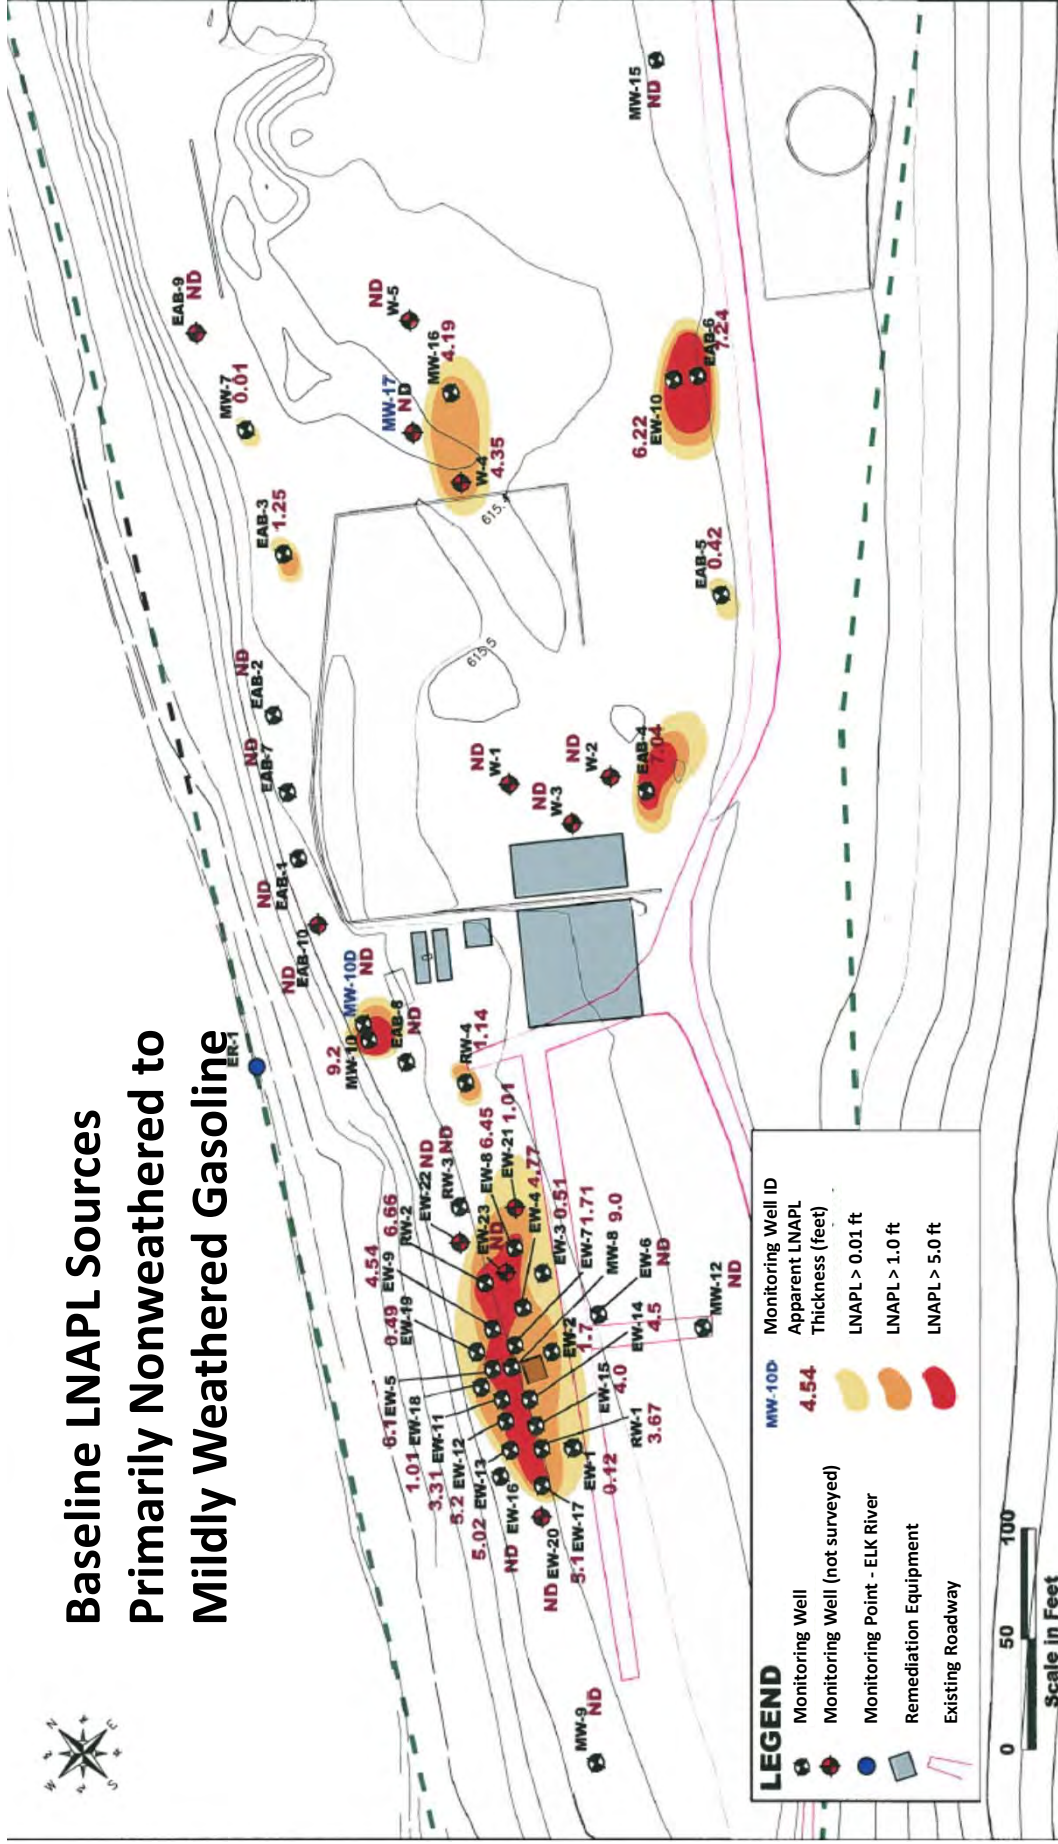 Baseline LNAPL Sources
Primarily Nonweathered to
Mildly Weathered Gasoline
N
E
S
W
ER-1
MW-9
ND
ND EW-20
5.1 EW-17
ND
EW-16
5.02 EW-13
5.2 EW-12
3.31 EW-11
1.01 EW-18
6.1 EW-5
0.49
EW-19
4.54
EW-9
6.66
RW-2
EW-22
ND
RW-3
ND
EW-23
ND
EW-8 6.45
EW-21 1.01
EW-4 4.77
EW-3 0.51
EW-7 1.71
MW-8 9.0
EW-6
ND
EW-2
1.7
EW-14
4.5
EW-15
4.0
RW-1
3.67
EW-1
0.12
MW-12
ND
RW-4
1.14
9.2
MW-10
MW-10D
ND
EAB-8
ND
ND
EAB-10
ND
EAB-1
ND
EAB-7
ND
EAB-2
EAB-3
1.25
MW-7
0.01
EAB-9
ND
ND
W-1
ND
W-3
ND
W-2
EAB-4
7.04
EAB-5
0.42
6.22
EW-10
EAB-6
7.24
W-4
4.35
MW-17
ND
MW-16
4.19
ND
W-5
MW-15
ND
615.5
LEGEND
Monitoring Well
Monitoring Well (not surveyed)
Monitoring Point - ELK River
Remediation Equipment
Existing Roadway
MW-10D Monitoring Well ID
4.54 Apparent LNAPL
Thickness (feet)
LNAPL > 0.01 ft
LNAPL > 1.0 ft
LNAPL > 5.0 ft
0 50 100
Scale in Feet